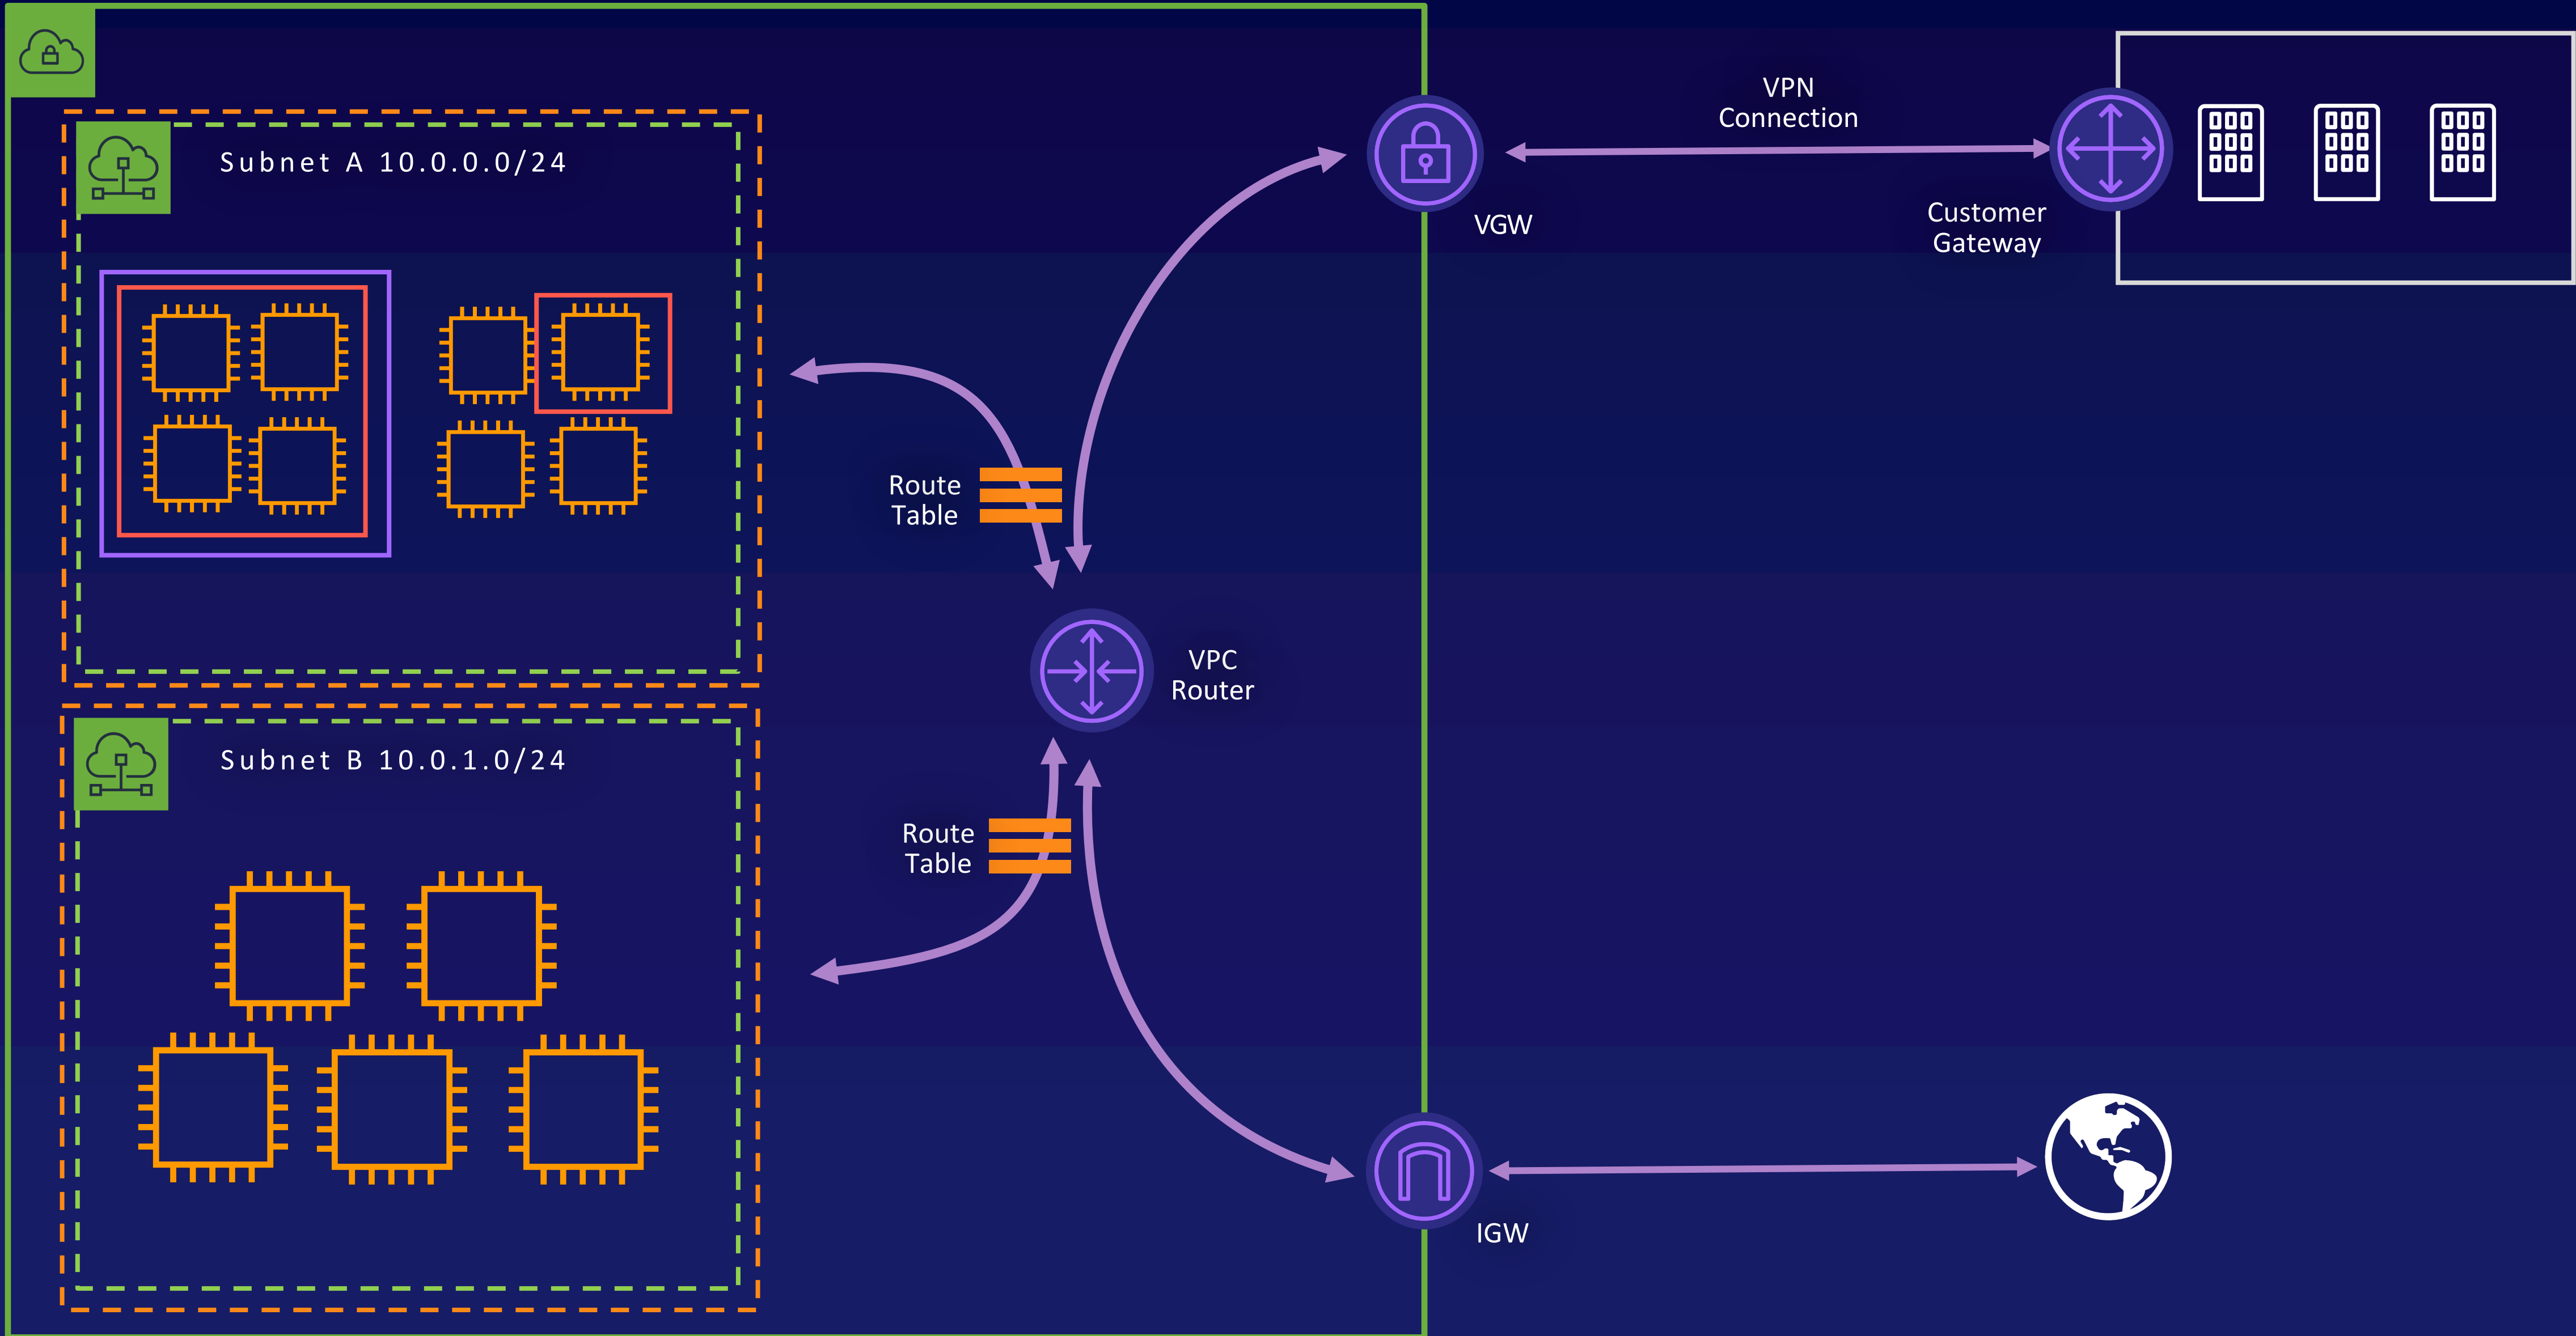 Subnet A 10.0.0.0/24
VPN
Connection
VGW
Customer
Gateway
Route
Table
VPC
Router
Subnet B 10.0.1.0/24
Route
Table
IGW